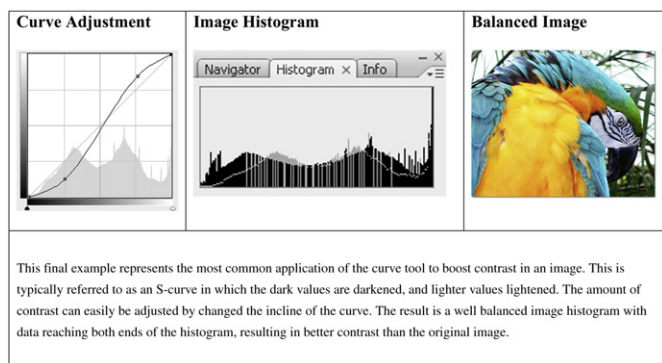 Curve Adjustment
Image Histogram
Balanced Image
Navigator Histogram × Info
This final example represents the most common application of the curve tool to boost contrast in an image. This is
typically referred to as an S-curve in which the dark values are darkened, and lighter values lightened. The amount of
contrast can easily be adjusted by changed the incline of the curve. The result is a well balanced image histogram with
data reaching both ends of the histogram, resulting in better contrast than the original image.